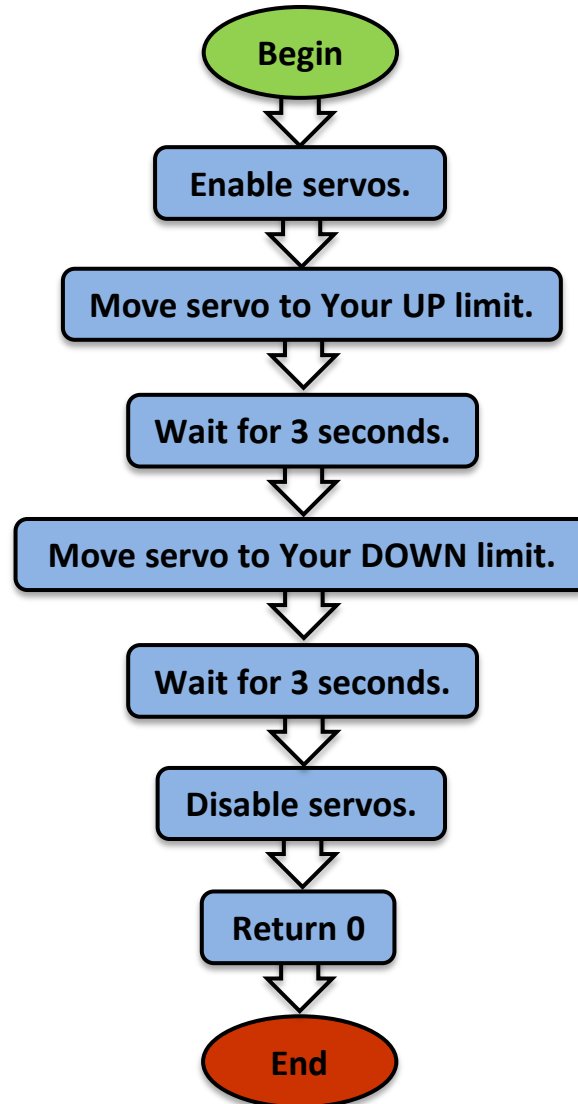 Begin
Enable servos.
Move servo to Your UP limit.
Wait for 3 seconds.
Move servo to Your DOWN limit.
Wait for 3 seconds.
Disable servos.
Return 0
End